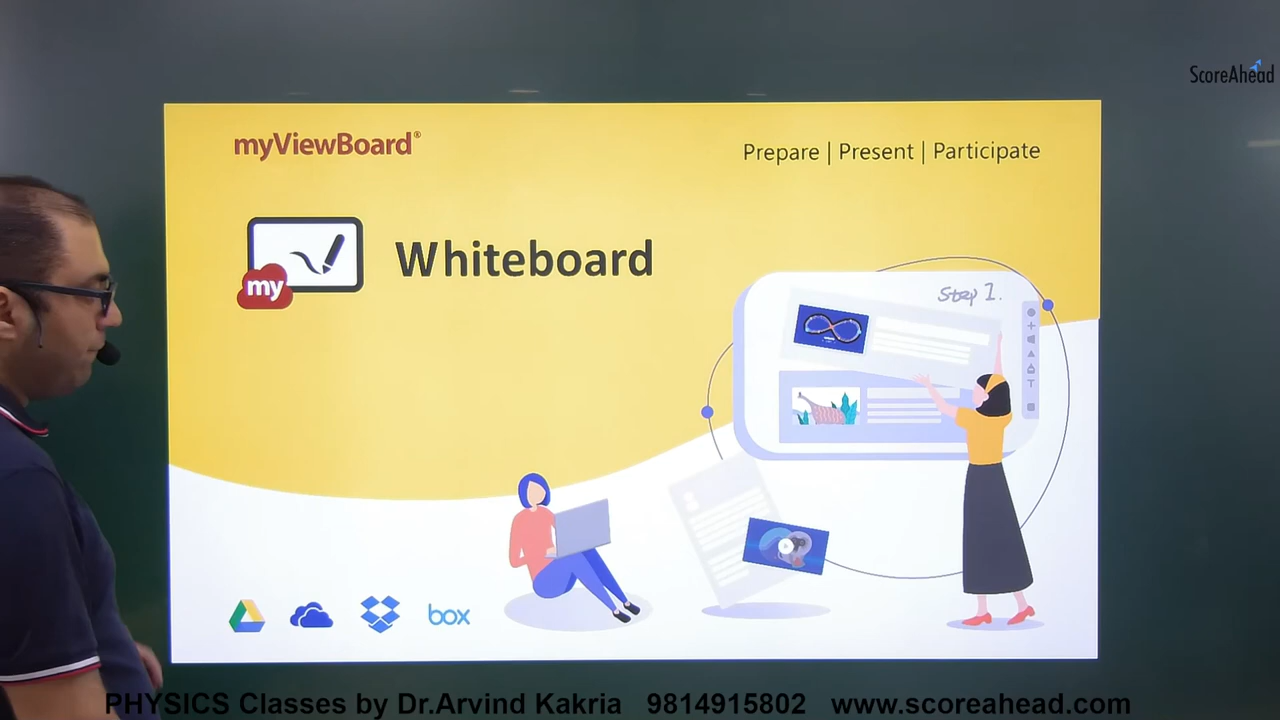 ScoreAhead
myViewBoard®
Prepare | Present | Participate
my
Whiteboard
Step 1.
T
box
PHYSICS Classes by Dr.Arvind Kakria 9814915802 www.scoreahead.com